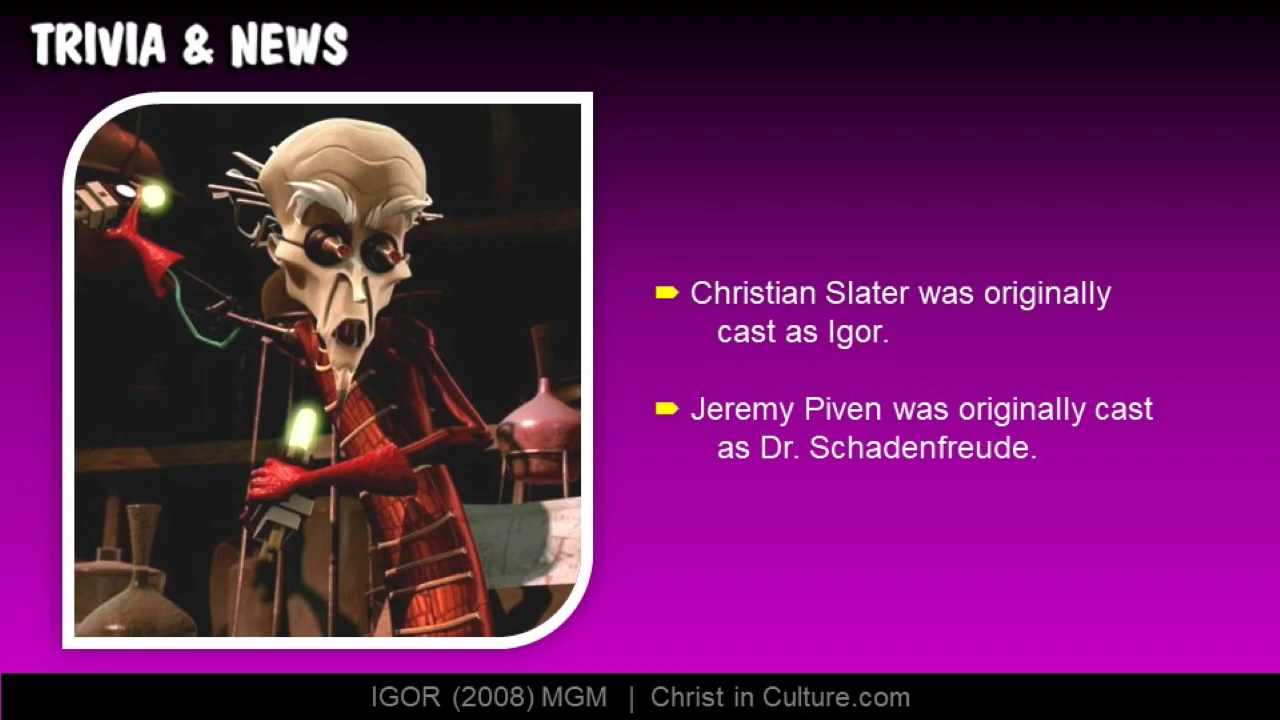 TRIVIA & NEWS
Christian Slater was originally
cast as Igor.
Jeremy Piven was originally cast
as Dr. Schadenfreude.
IGOR (2008) MGM | Christ in Culture.com